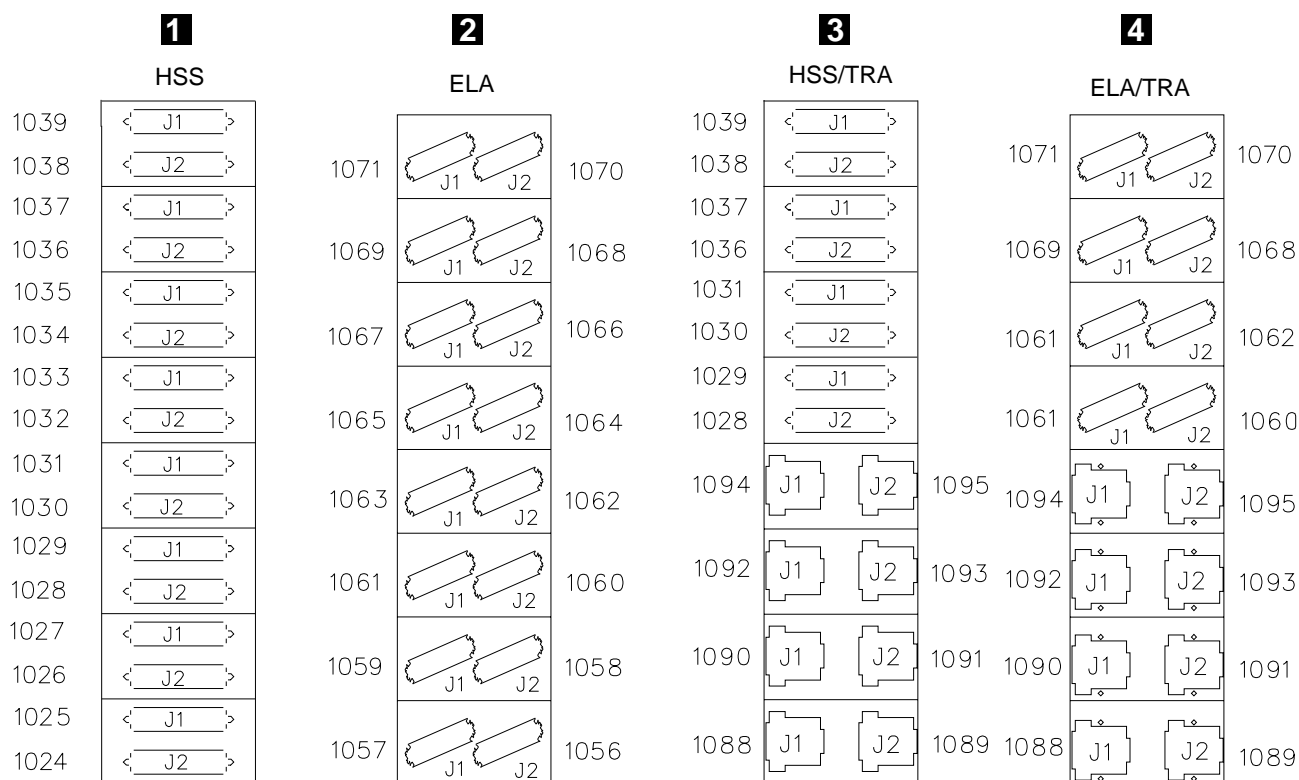 1
HSS
1039 J1
1038 J2
1037 J1
1036 J2
1035 J1
1034 J2
1033 J1
1032 J2
1031 J1
1030 J2
1029 J1
1028 J2
1027 J1
1026 J2
1025 J1
1024 J2
2
ELA
1071 J1 J2 1070
1069 J1 J2 1068
1067 J1 J2 1066
1065 J1 J2 1064
1063 J1 J2 1062
1061 J1 J2 1060
1059 J1 J2 1058
1057 J1 J2 1056
3
HSS/TRA
1039 J1
1038 J2
1037 J1
1036 J2
1031 J1
1030 J2
1029 J1
1028 J2
1094 J1 J2 1095
1092 J1 J2 1093
1090 J1 J2 1091
1088 J1 J2 1089
4
ELA/TRA
1071 J1 J2 1070
1069 J1 J2 1068
1061 J1 J2 1062
1061 J1 J2 1060
1094 J1 J2 1095
1092 J1 J2 1093
1090 J1 J2 1091
1088 J1 J2 1089